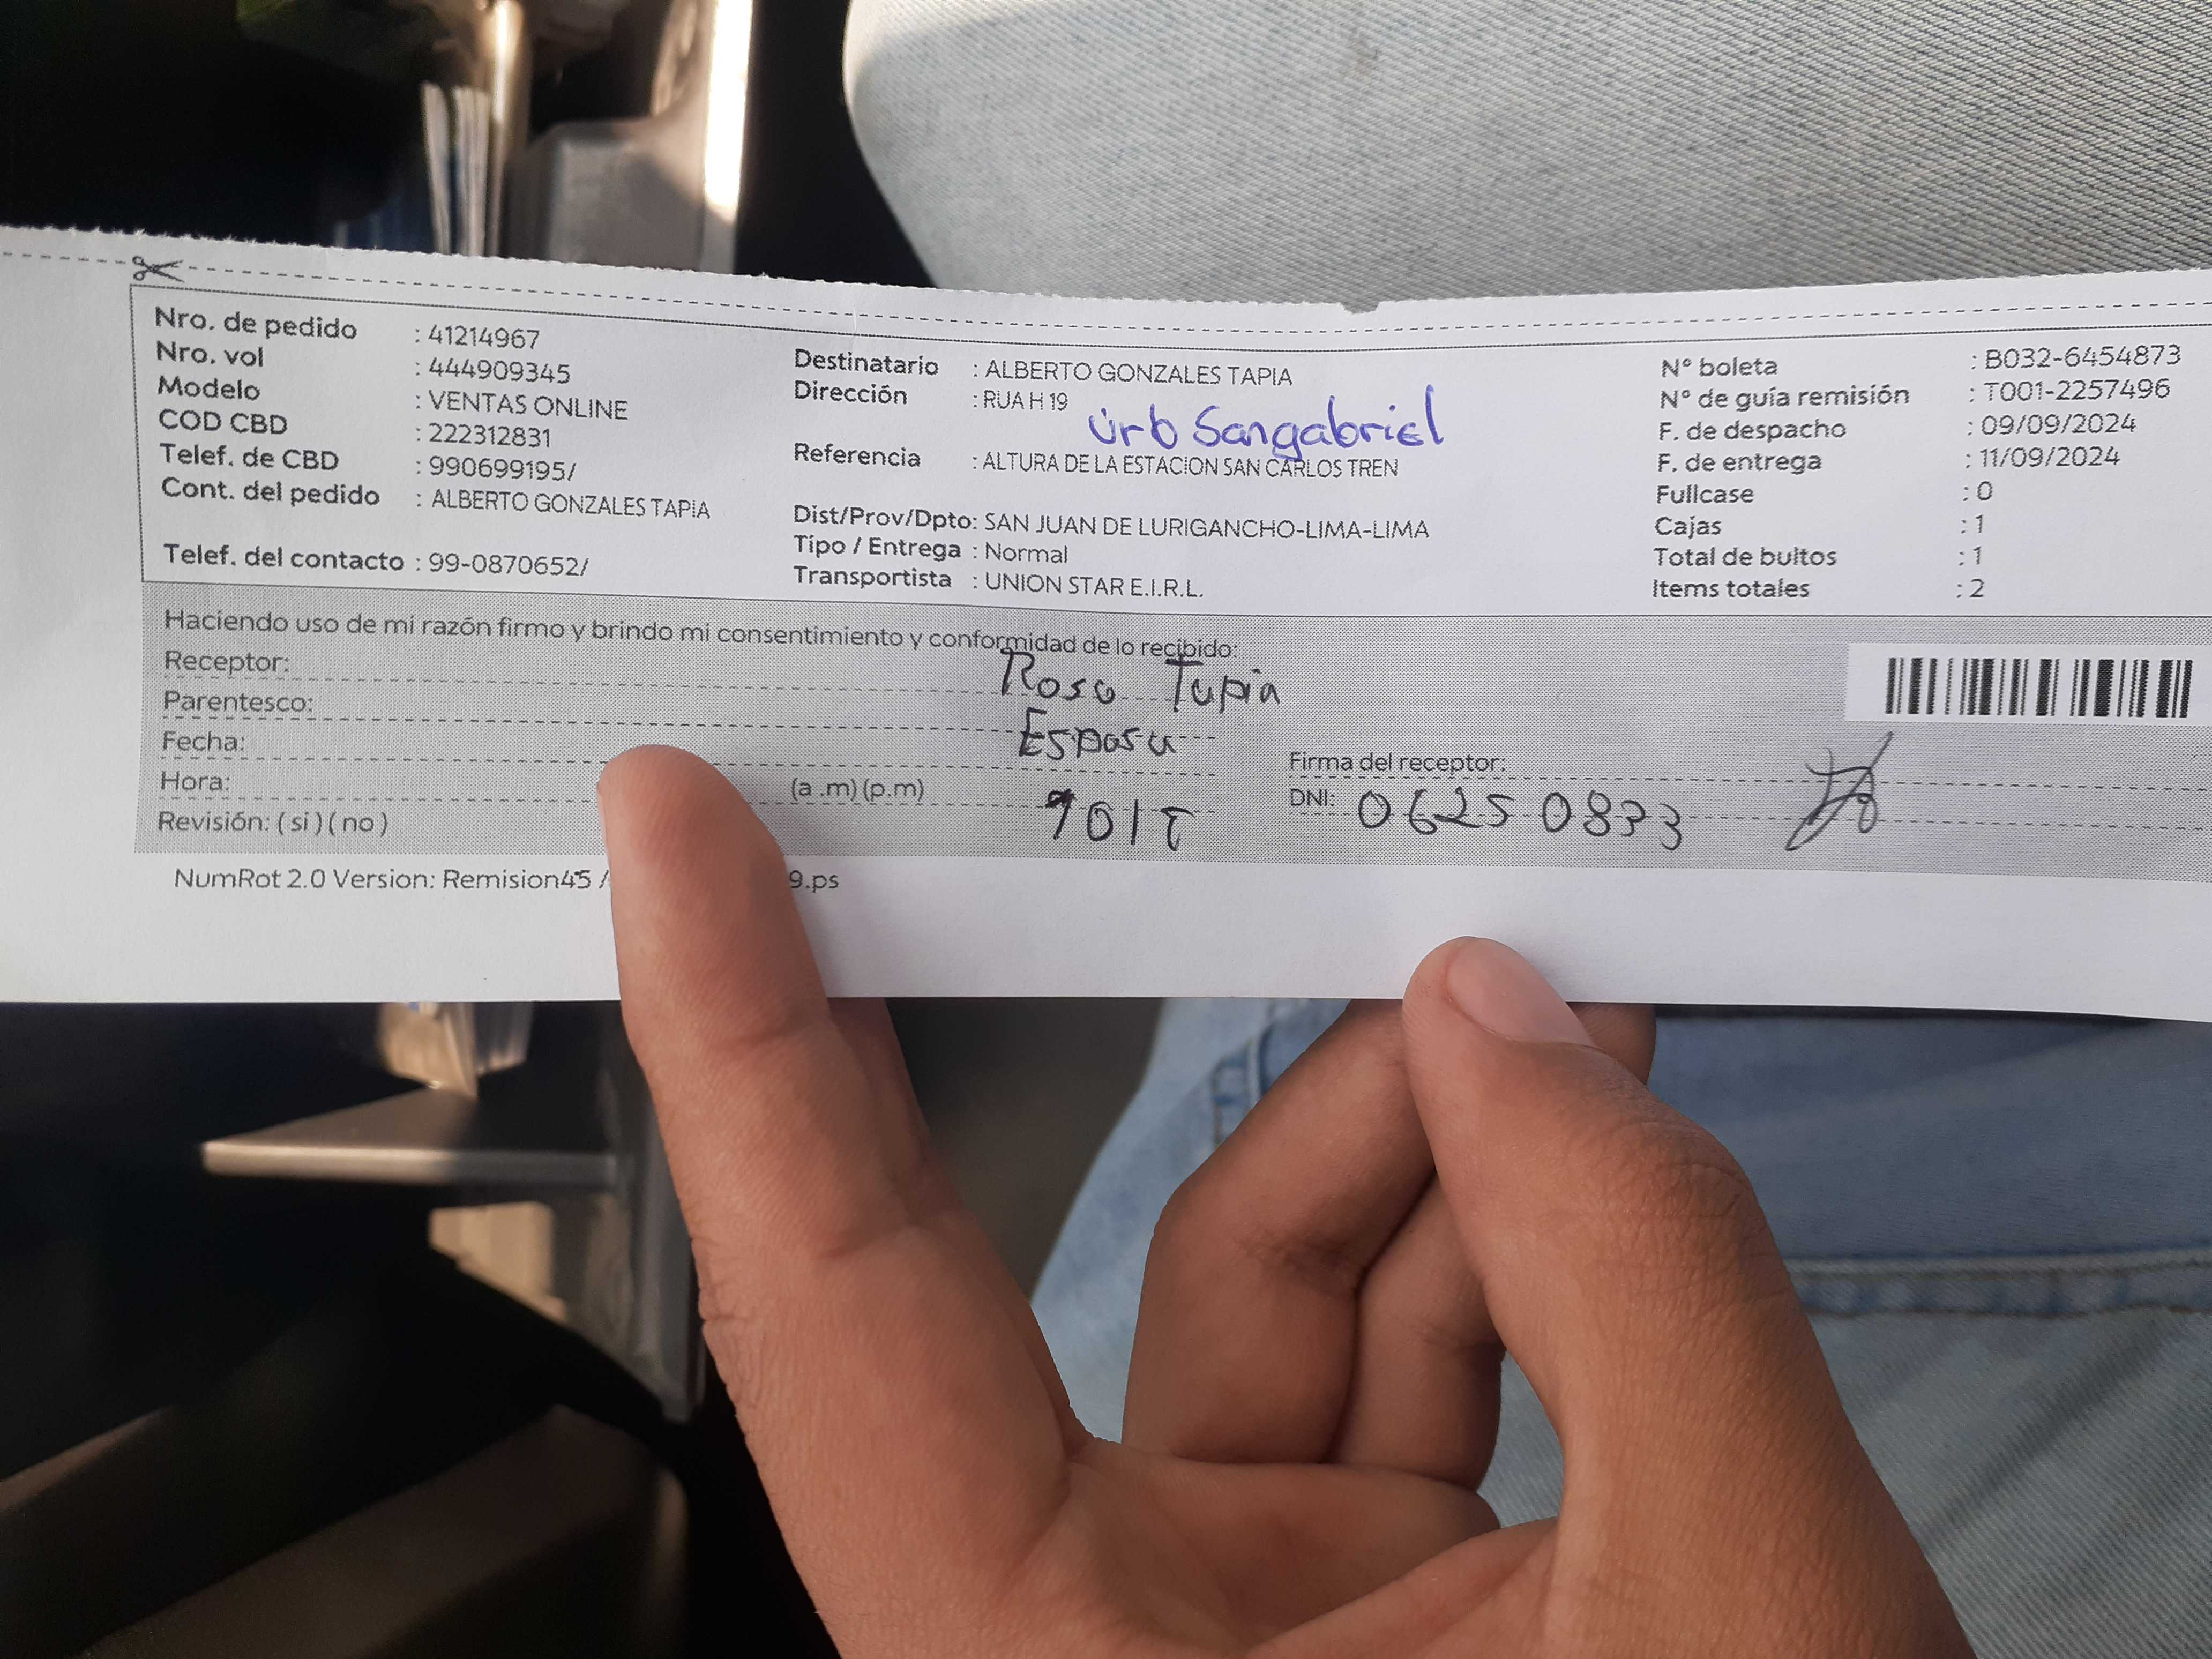 Nro. de pedido : 41214967
Nro. vol : 444909345
Modelo : VENTAS ONLINE
COD CBD : 222312831
Telef. de CBD : 990699195/
Cont. del pedido : ALBERTO GONZALES TAPIA
Telef. del contacto : 99-0870652/
Destinatario : ALBERTO GONZALES TAPIA
Dirección : RUA H 19
Urb Sangabriel
Referencia : ALTURA DE LA ESTACION SAN CARLOS TREN
Dist/Prov/Dpto: SAN JUAN DE LURIGANCHO-LIMA-LIMA
Tipo / Entrega : Normal
Transportista : UNION STAR E.I.R.L.
N° boleta : B032-6454873
N° de guía remisión : T001-2257496
F. de despacho : 09/09/2024
F. de entrega : 11/09/2024
Fullcase : 0
Cajas : 1
Total de bultos : 1
Items totales : 2
Haciendo uso de mi razón firmo y brindo mi consentimiento y conformidad de lo recibido:
Receptor: Rosa Tapia
Parentesco: Esposa
Fecha:
Hora: (a .m) (p.m)
Revisión: ( si ) ( no )
Firma del receptor:
DNI: 06250833
NumRot 2.0 Version: Remision45 / 9.ps